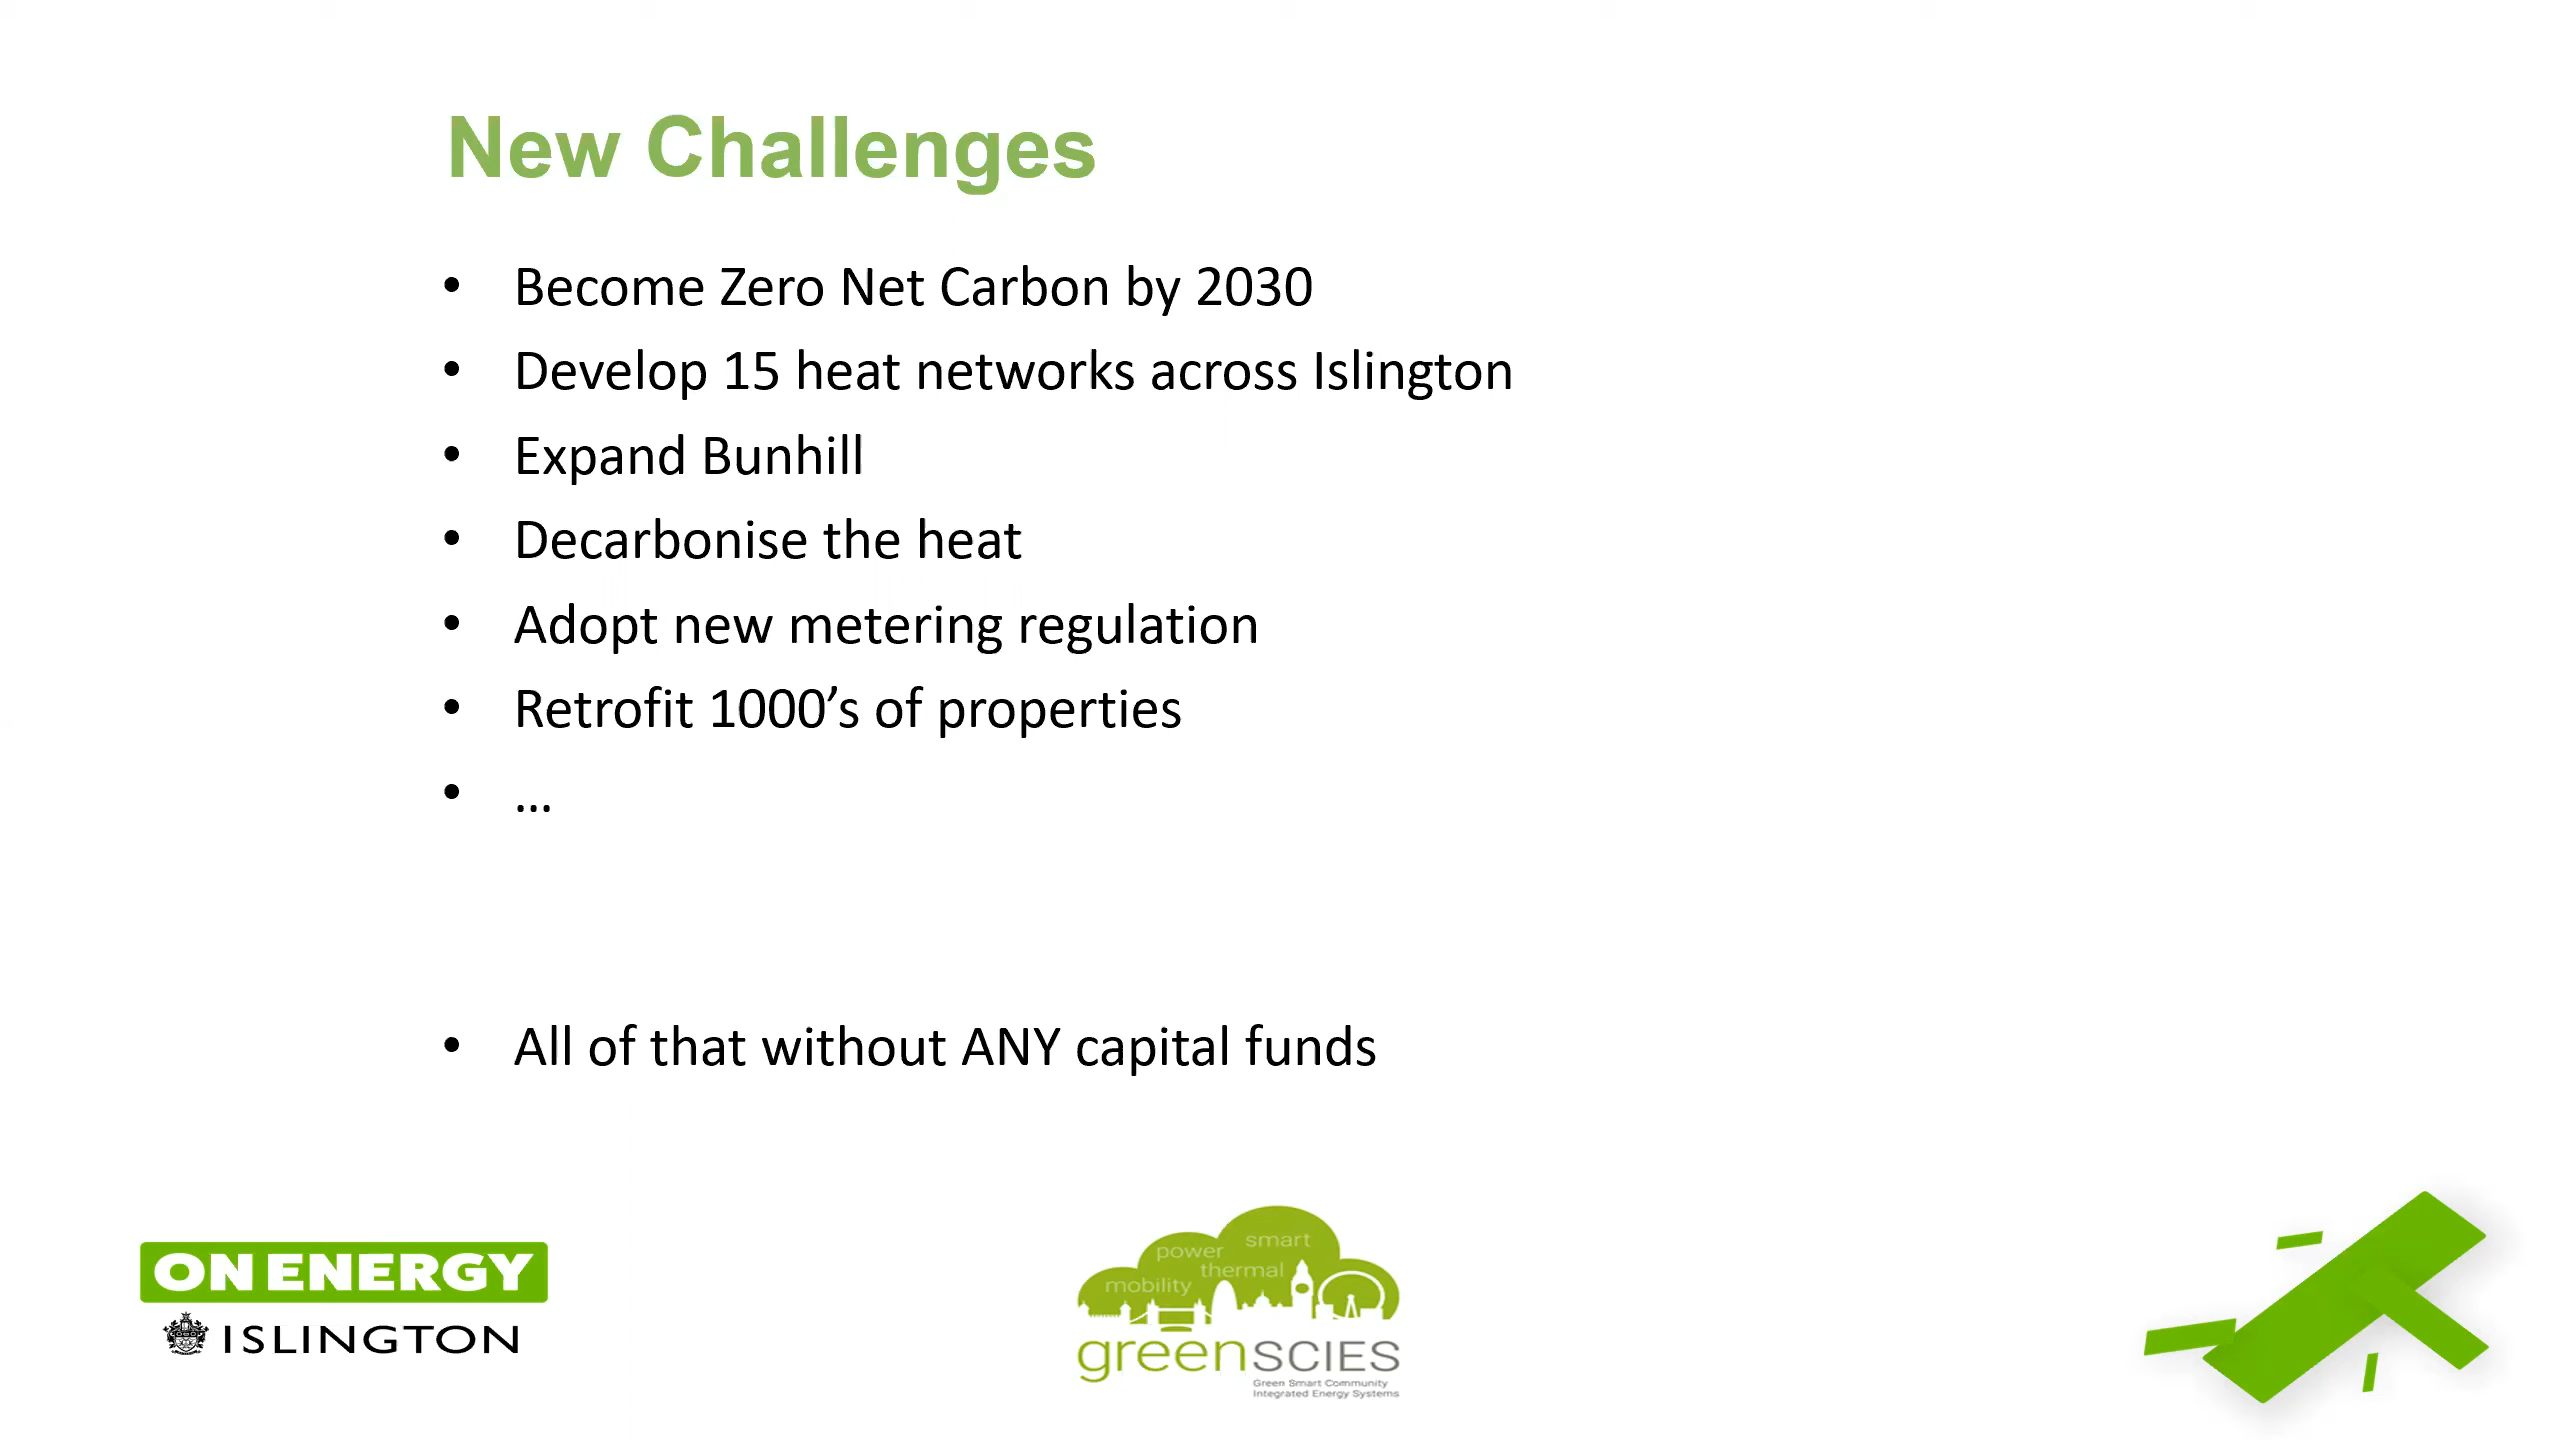 New Challenges
• Become Zero Net Carbon by 2030
• Develop 15 heat networks across Islington
• Expand Bunhill
• Decarbonise the heat
• Adopt new metering regulation
• Retrofit 1000’s of properties
• …
• All of that without ANY capital funds
ON ENERGY
ISLINGTON
smart
power
thermal
mobility
greenSCIES
Green Smart Community
Integrated Energy Systems